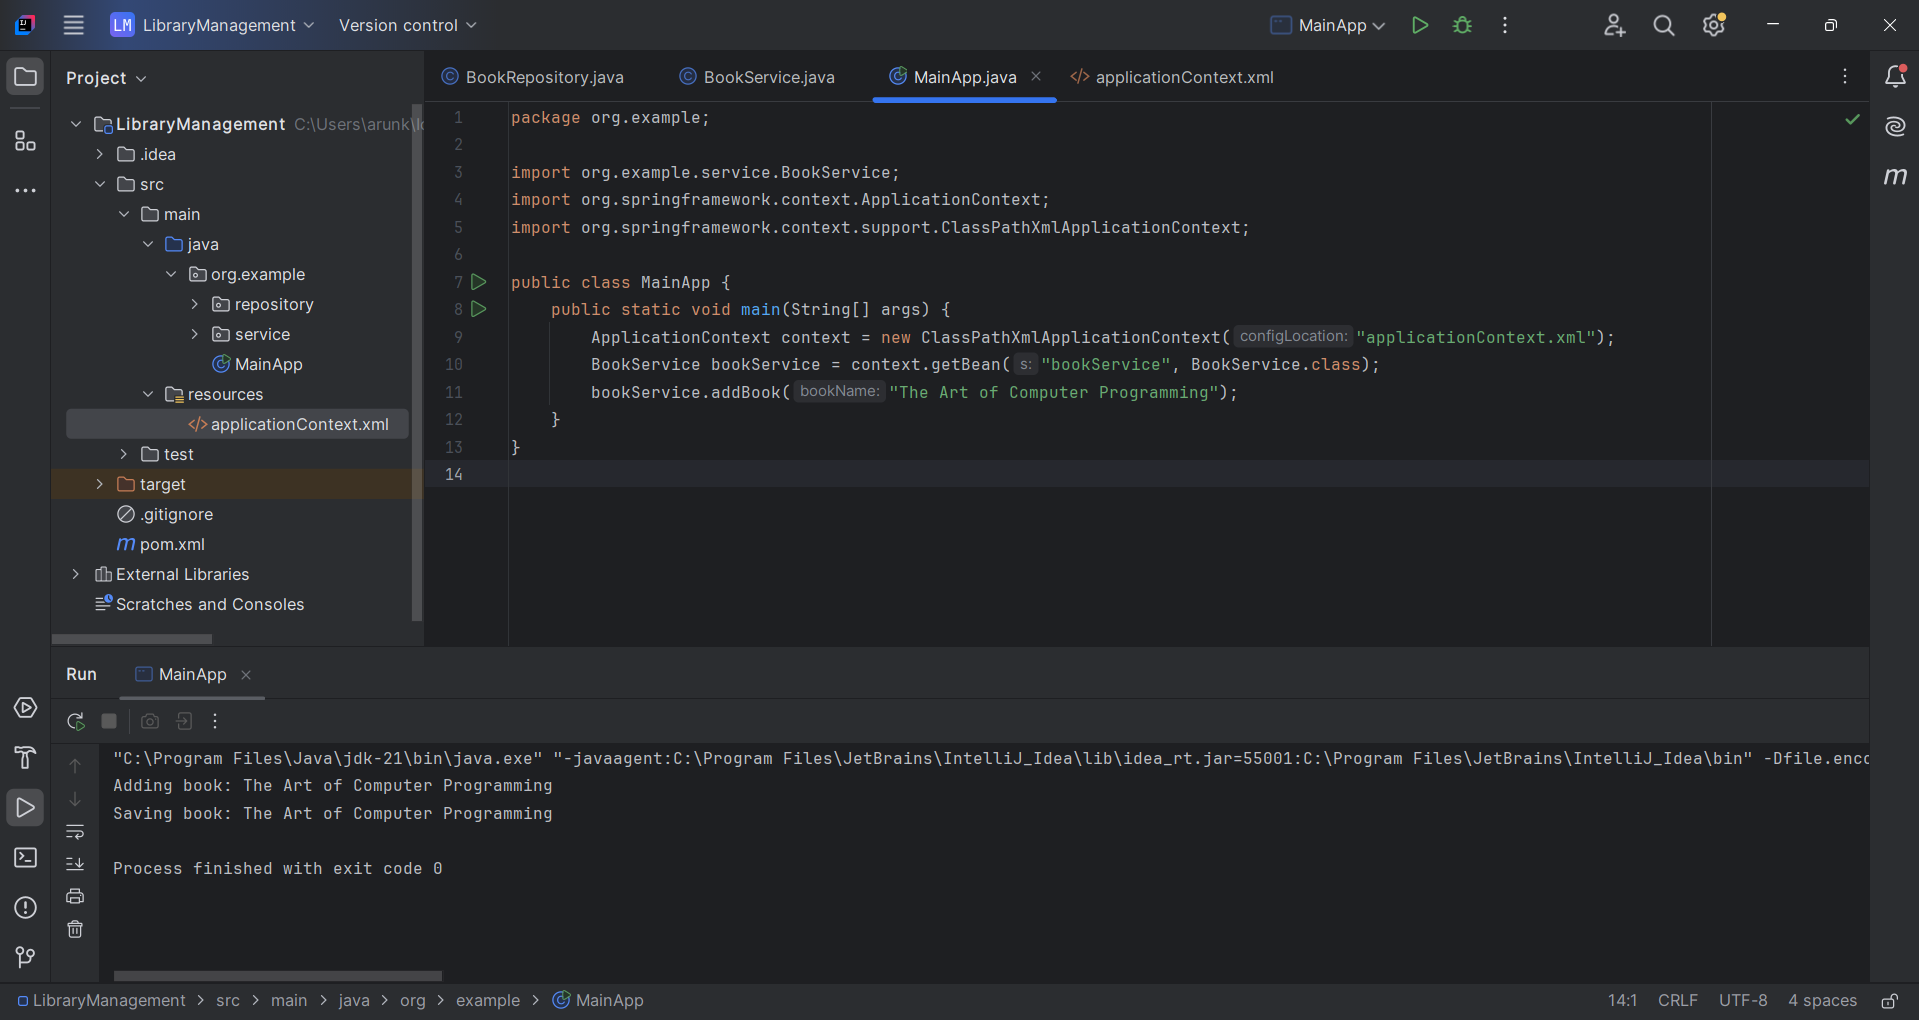 LM LibraryManagement Version control MainApp
Project
BookRepository.java BookService.java MainApp.java applicationContext.xml
LibraryManagement C:\Users\arunk\
.idea
src
main
java
org.example
repository
service
MainApp
resources
applicationContext.xml
test
target
.gitignore
m pom.xml
External Libraries
Scratches and Consoles
1 package org.example;
2
3 import org.example.service.BookService;
4 import org.springframework.context.ApplicationContext;
5 import org.springframework.context.support.ClassPathXmlApplicationContext;
6
7 public class MainApp {
8 public static void main(String[] args) {
9 ApplicationContext context = new ClassPathXmlApplicationContext( configLocation: "applicationContext.xml");
10 BookService bookService = context.getBean( s: "bookService", BookService.class);
11 bookService.addBook( bookName: "The Art of Computer Programming");
12 }
13 }
14
m
Run MainApp
"C:\Program Files\Java\jdk-21\bin\java.exe" "-javaagent:C:\Program Files\JetBrains\IntelliJ_Idea\lib\idea_rt.jar=55001:C:\Program Files\JetBrains\IntelliJ_Idea\bin" -Dfile.enc
Adding book: The Art of Computer Programming
Saving book: The Art of Computer Programming
Process finished with exit code 0
LibraryManagement > src > main > java > org > example > MainApp 14:1 CRLF UTF-8 4 spaces